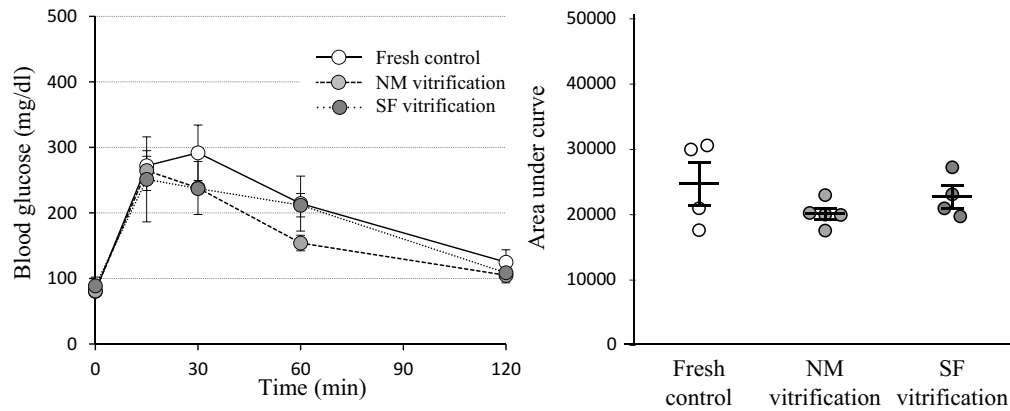 500
400
300
200
100
0
Blood glucose (mg/dl)
0 30 60 90 120
Time (min)
Fresh control
NM vitrification
SF vitrification
50000
40000
30000
20000
10000
0
Area under curve
Fresh
control
NM
vitrification
SF
vitrification